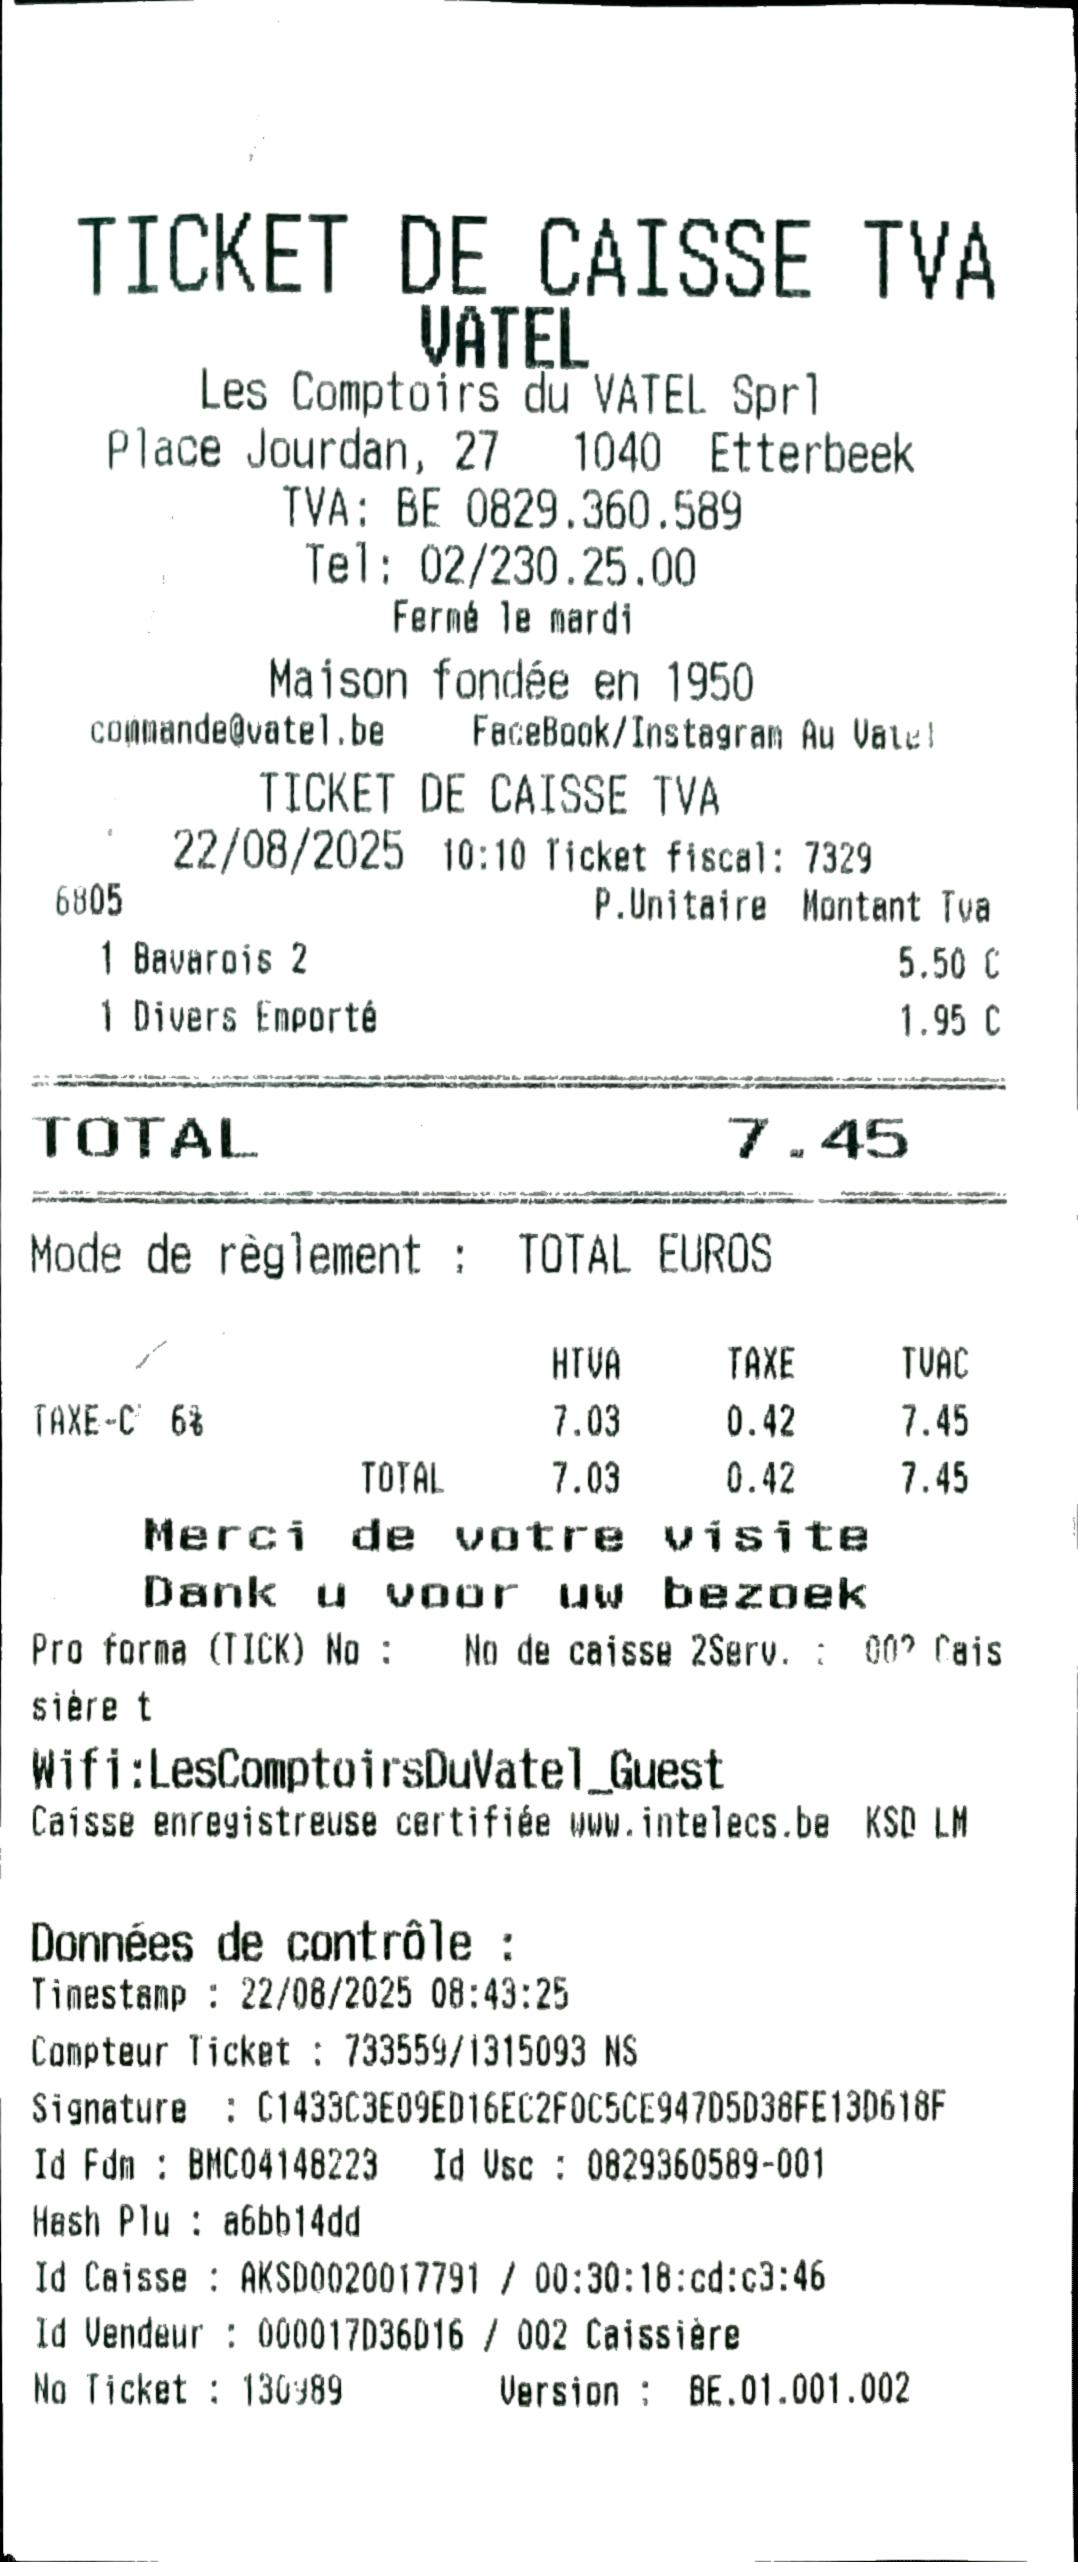 TICKET DE CAISSE TVA
VATEL
Les Comptoirs du VATEL Sprl
Place Jourdan, 27 1040 Etterbeek
TVA: BE 0829.360.589
Tel: 02/230.25.00
Fermé le mardi
Maison fondée en 1950
commande@vatel.be FaceBook/Instagram Au Vatel
TICKET DE CAISSE TVA
22/08/2025 10:10 Ticket fiscal: 7329
6805 P.Unitaire Montant Tva
1 Bavarois 2 5.50 C
1 Divers Emporté 1.95 C
TOTAL 7.45
Mode de règlement : TOTAL EUROS
HTVA TAXE TVAC
TAXE-C 6% 7.03 0.42 7.45
TOTAL 7.03 0.42 7.45
Merci de votre visite
Dank u voor uw bezoek
Pro forma (TICK) No : No de caisse 2Serv. : Cais
sière t
Wifi:LesComptoirsDuVatel_Guest
Caisse enregistreuse certifiée www.intelecs.be KSD LM
Données de contrôle :
Timestamp : 22/08/2025 08:43:25
Compteur Ticket : 733559/1315093 NS
Signature : C1433C3E09ED16EC2F0C5CE947D5D38FE13D618F
Id Fdm : BMC04148223 Id Vsc : 0829360589-001
Hash Plu : a6bb14dd
Id Caisse : AKSD0020017791 / 00:30:18:cd:c3:46
Id Vendeur : 000017D36D16 / 002 Caissière
No Ticket : Version : BE.01.001.002